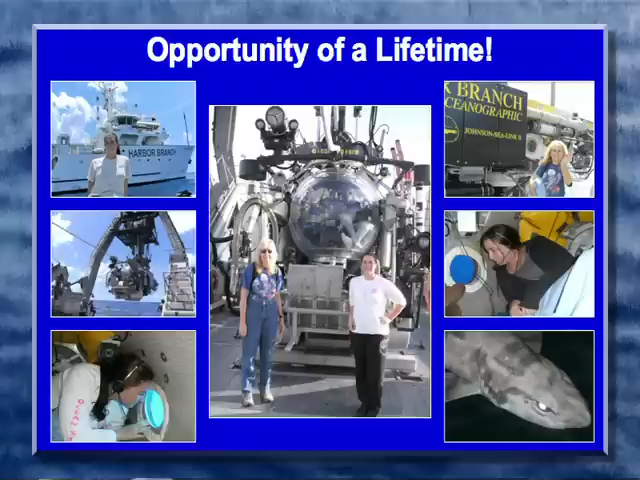 Opportunity of a Lifetime!
HARBOR BRANCH
BRANCH
OCEANOGRAPHIC
JOHNSON-SEA-LINK II